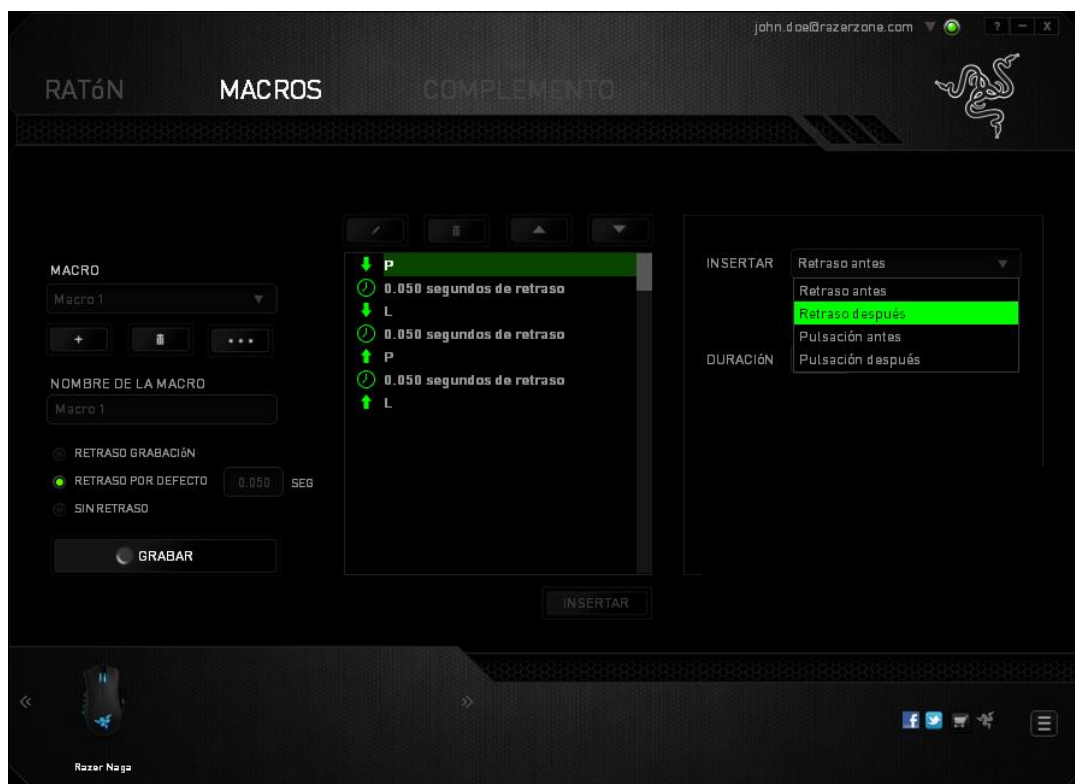 john.doe@razerzone.com
? — X
RATóN MACROS COMPLEMENTO
MACRO
Macro 1
+ ...
NOMBRE DE LA MACRO
Macro 1
RETRASO GRABACIóN
RETRASO POR DEFECTO 0.050 SEG
SIN RETRASO
GRABAR
P
0.050 segundos de retraso
L
0.050 segundos de retraso
P
0.050 segundos de retraso
L
INSERTAR
INSERTAR Retraso antes
Retraso antes
Retraso después
Pulsación antes
Pulsación después
DURACIóN
Razer Naga